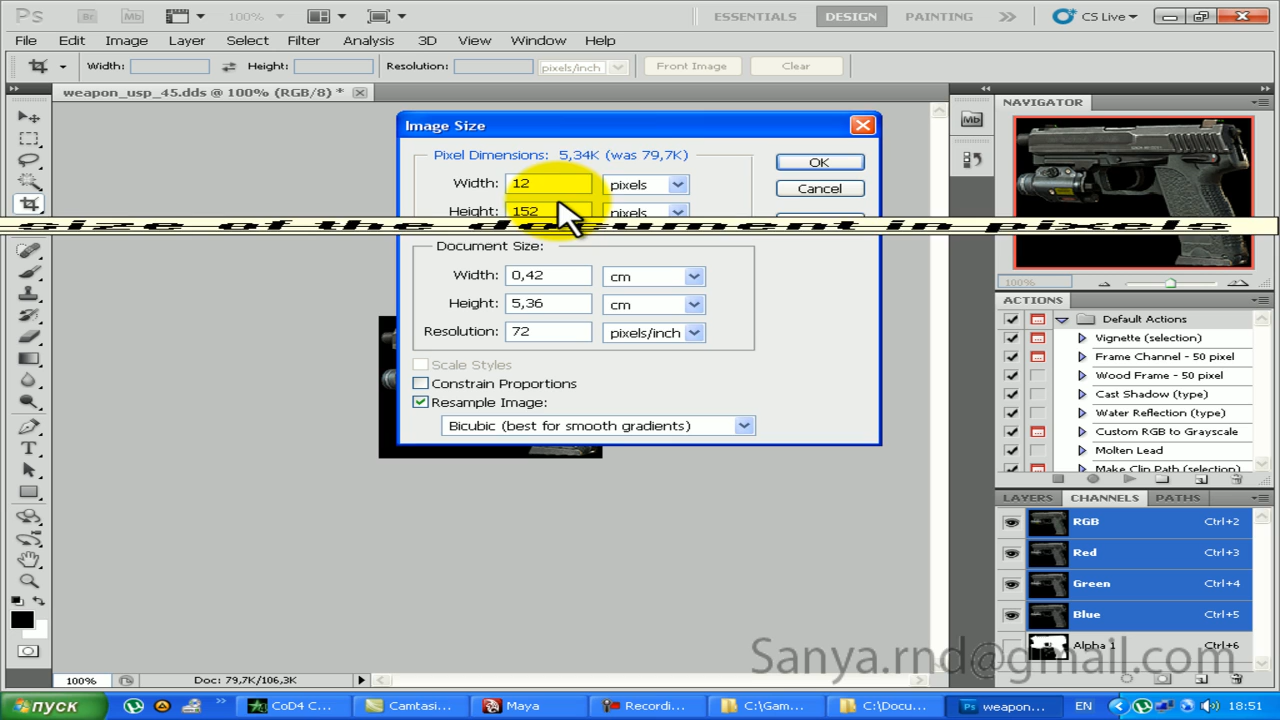 Ps Br Mb 100% ESSENTIALS DESIGN PAINTING >> CS Live
File Edit Image Layer Select Filter Analysis 3D View Window Help
Width: Height: Resolution: pixels/inch Front Image Clear
weapon_usp_45.dds @ 100% (RGB/8) *
Mb
NAVIGATOR
Image Size
Pixel Dimensions: 5,34K (was 79,7K)
Width: 12 pixels
Height: 152 pixels
OK
Cancel
size of the document in pixels
Document Size:
Width: 0,42 cm
Height: 5,36 cm
Resolution: 72 pixels/inch
Scale Styles
Constrain Proportions
Resample Image:
Bicubic (best for smooth gradients)
100%
ACTIONS
Default Actions
Vignette (selection)
Frame Channel - 50 pixel
Wood Frame - 50 pixel
Cast Shadow (type)
Water Reflection (type)
Custom RGB to Grayscale
Molten Lead
Make Clip Path (selection)
LAYERS CHANNELS PATHS
RGB Ctrl+2
Red Ctrl+3
Green Ctrl+4
Blue Ctrl+5
Alpha 1 Ctrl+6
Sanya.rnd@gmail.com
100% Doc: 79,7K/106,3K
пуск CoD4 C... Camtasi... Maya Recordi... C:\Gam... C:\Docu... Ps weapon... EN 18:51